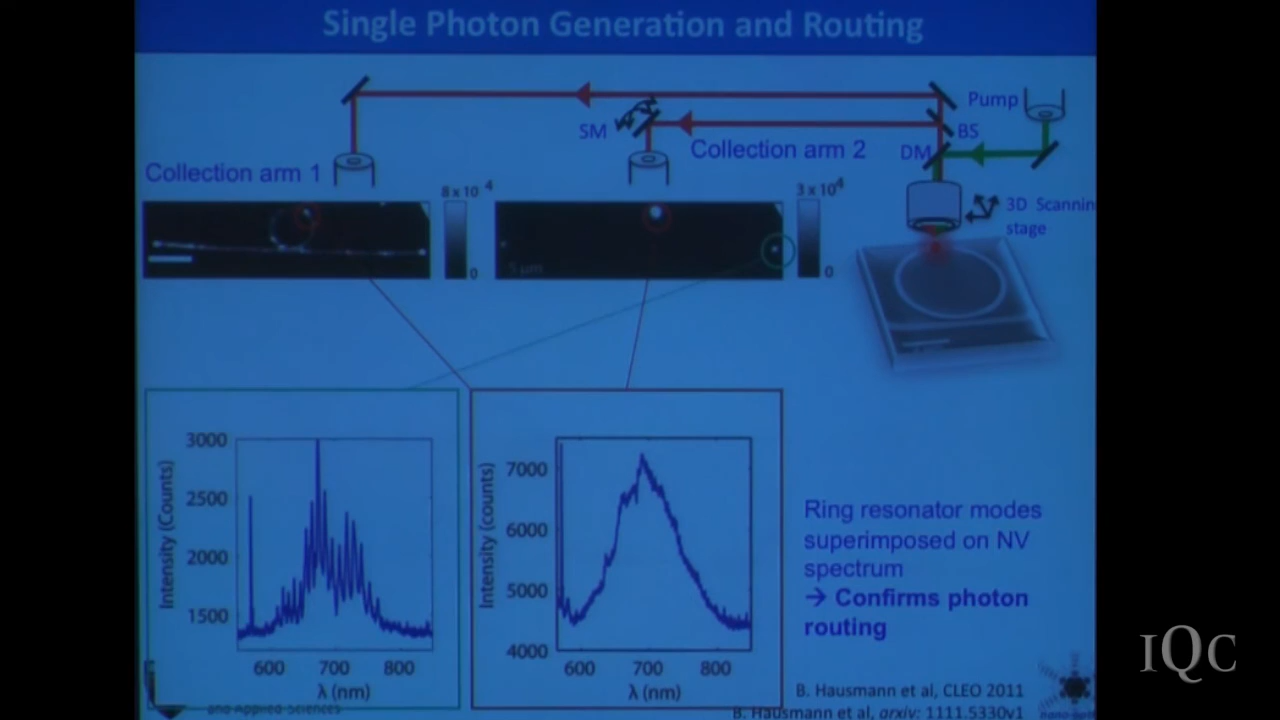 Single Photon Generation and Routing
Pump
SM
BS
Collection arm 2
DM
Collection arm 1
8 x 10 4
3 x 10⁴
3D Scannin
stage
0
5 µm
0
3000
2500
2000
1500
Intensity (Counts)
600 700 800
λ (nm)
7000
6000
5000
4000
Intensity (counts)
600 700 800
λ (nm)
Ring resonator modes
superimposed on NV
spectrum
→ Confirms photon
routing
B. Hausmann et al, CLEO 2011
B. Hausmann et al, arxiv: 1111.5330v1
and Applied Sciences
IQC